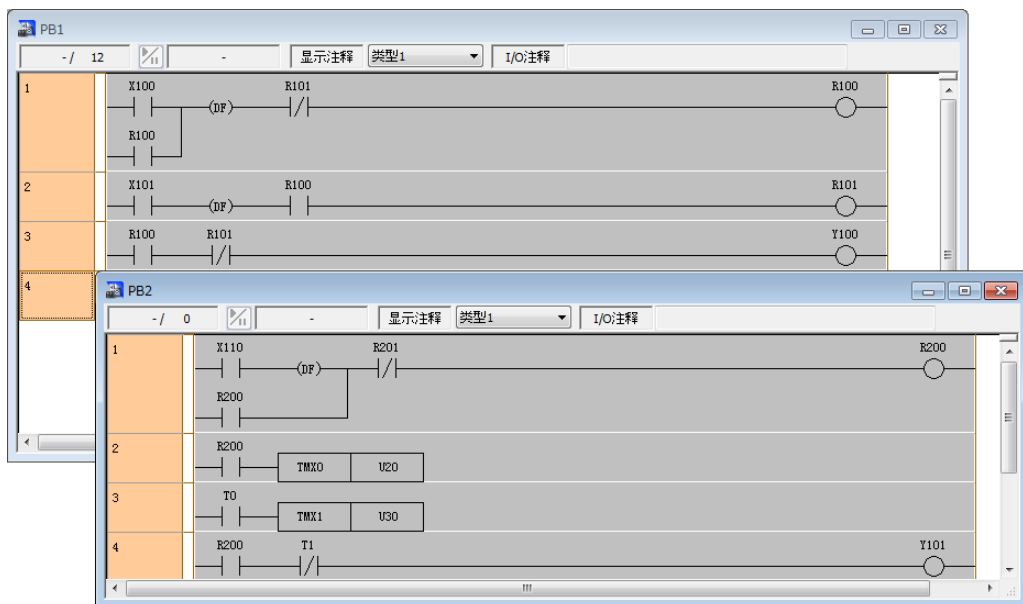 PB1
- / 12 - 显示注释 类型1 I/O注释
1 X100 R101 R100
(DF)
R100
2 X101 R100 R101
(DF)
3 R100 R101 Y100
4
PB2
- / 0 - 显示注释 类型1 I/O注释
1 X110 R201 R200
(DF)
R200
2 R200
TMX0 U20
3 T0
TMX1 U30
4 R200 T1 Y101